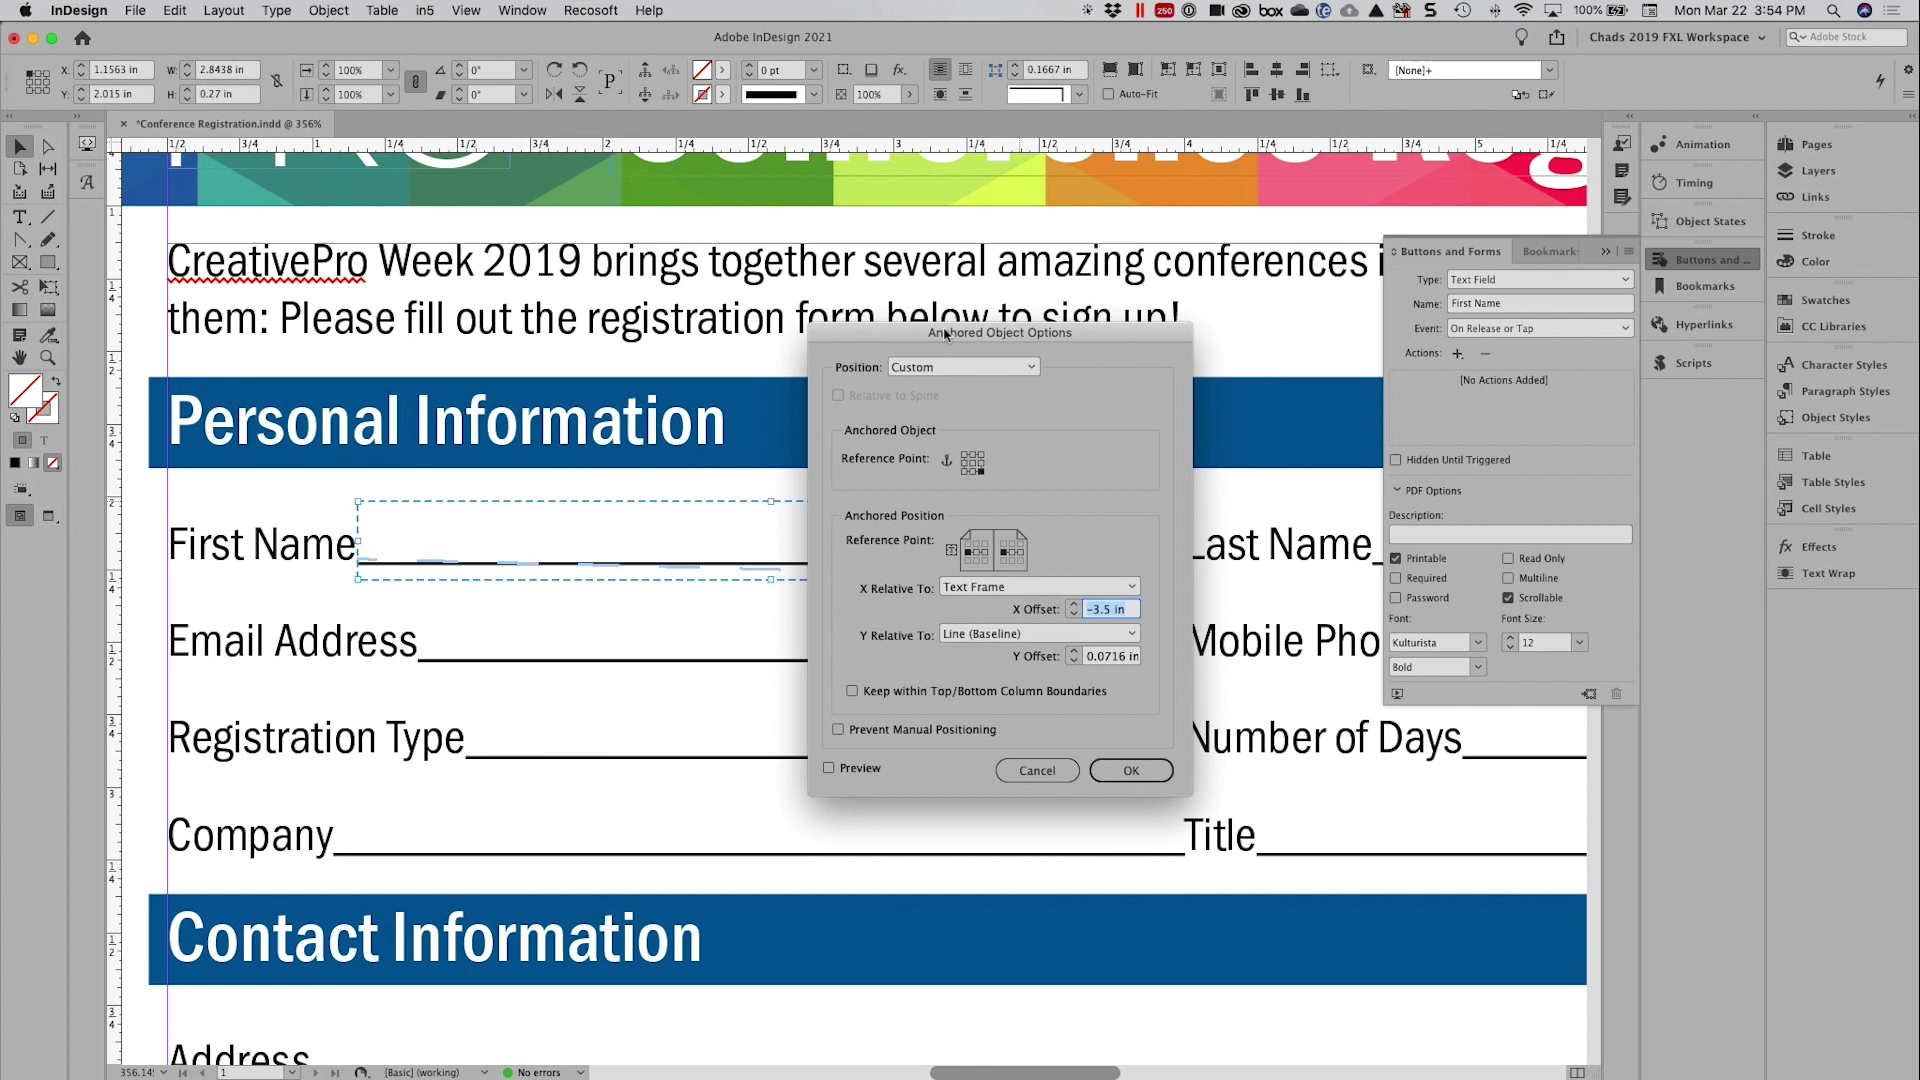 InDesign File Edit Layout Type Object Table in5 View Window Recosoft Help
250 box 100% Mon Mar 22 3:54 PM
Adobe InDesign 2021
Chads 2019 FXL Workspace
Adobe Stock
X: 1.1563 in W: 2.8438 in 100% 0° 0 pt 0.1667 in [None]+
Y: 2.015 in H: 0.27 in 100% 0° 100% Auto-Fit
*Conference Registration.indd @ 356%
CreativePro Week 2019 brings together several amazing conferences i
them: Please fill out the registration form below to sign up!
Personal Information
First Name
Last Name
Email Address
Mobile Pho
Registration Type
Number of Days
Company
Title
Contact Information
Address
Anchored Object Options
Position: Custom
Relative to Spine
Anchored Object
Reference Point:
Anchored Position
Reference Point:
X Relative To: Text Frame
X Offset: -3.5 in
Y Relative To: Line (Baseline)
Y Offset: 0.0716 in
Keep within Top/Bottom Column Boundaries
Prevent Manual Positioning
Preview
Cancel
OK
Buttons and Forms
Bookmark
Type: Text Field
Name: First Name
Event: On Release or Tap
Actions:
[No Actions Added]
Hidden Until Triggered
PDF Options
Description:
Printable
Read Only
Required
Multiline
Password
Scrollable
Font:
Font Size:
Kulturista
12
Bold
Animation
Timing
Object States
Buttons and ...
Bookmarks
Hyperlinks
Scripts
Pages
Layers
Links
Stroke
Color
Swatches
CC Libraries
Character Styles
Paragraph Styles
Object Styles
Table
Table Styles
Cell Styles
Effects
Text Wrap
1 [Basic] (working) No errors